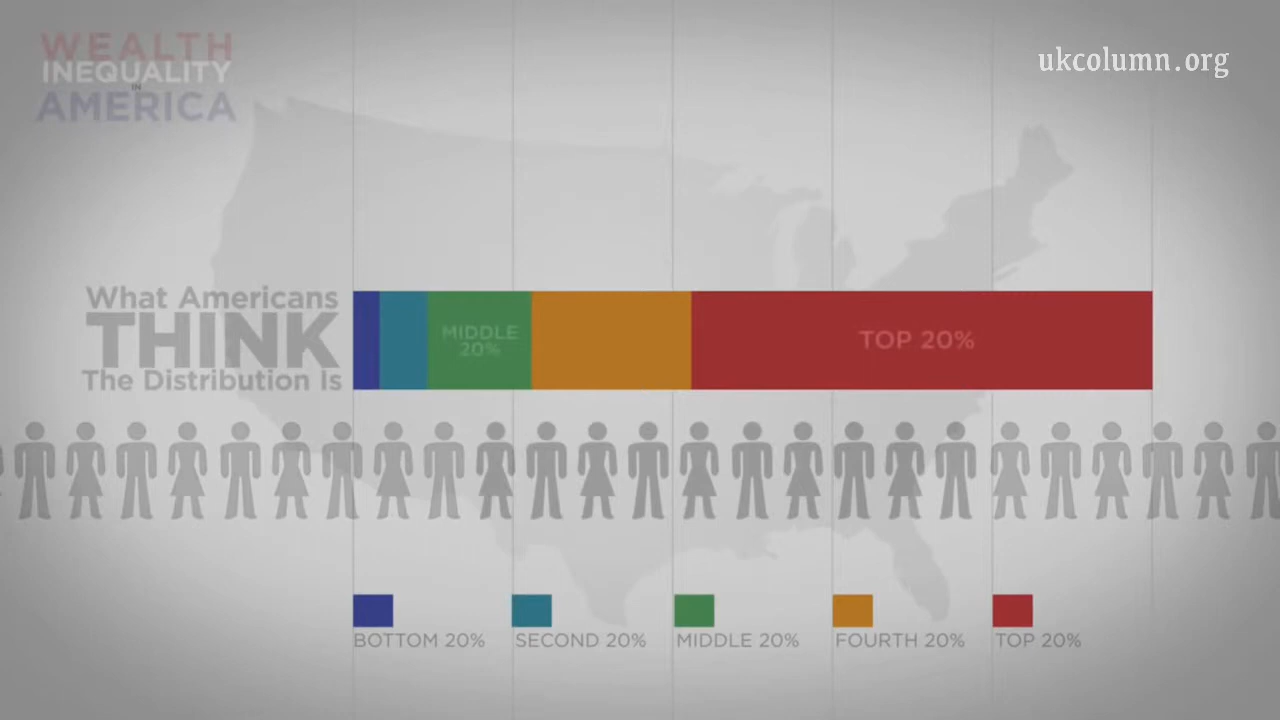 WEALTH
INEQUALITY
IN
AMERICA
ukcolumn.org
What Americans
THINK
The Distribution Is
MIDDLE
20%
TOP 20%
BOTTOM 20%
SECOND 20%
MIDDLE 20%
FOURTH 20%
TOP 20%